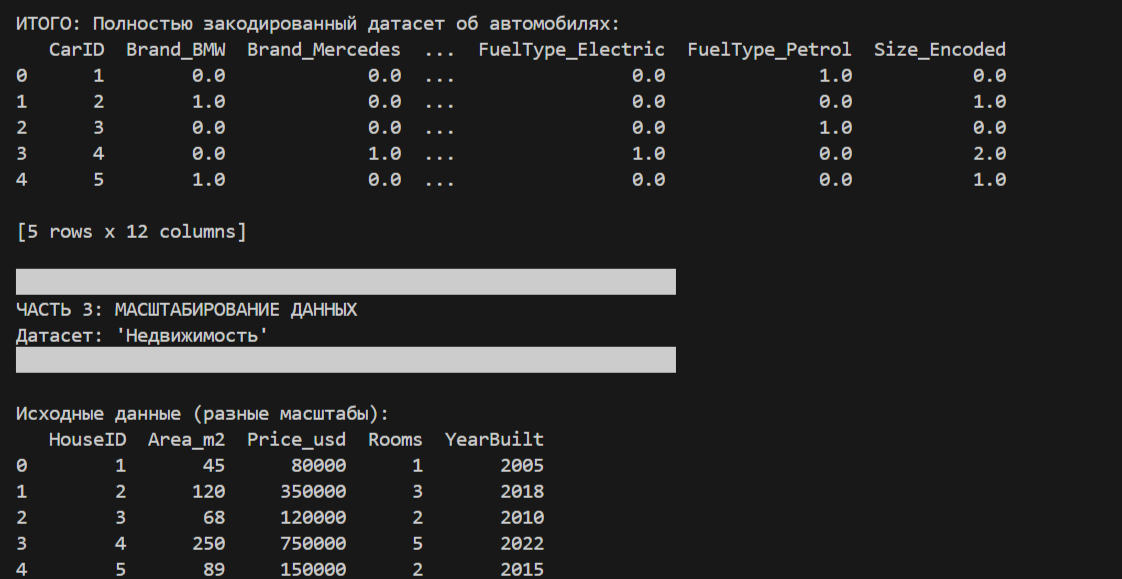 ИТОГО: Полностью закодированный датасет об автомобилях:
   CarID  Brand_BMW  Brand_Mercedes  ...  FuelType_Electric  FuelType_Petrol  Size_Encoded
0      1        0.0             0.0  ...                0.0              1.0           0.0
1      2        1.0             0.0  ...                0.0              0.0           1.0
2      3        0.0             0.0  ...                0.0              1.0           0.0
3      4        0.0             1.0  ...                1.0              0.0           2.0
4      5        1.0             0.0  ...                0.0              0.0           1.0
[5 rows x 12 columns]
ЧАСТЬ 3: МАСШТАБИРОВАНИЕ ДАННЫХ
Датасет: 'Недвижимость'
Исходные данные (разные масштабы):
   HouseID  Area_m2  Price_usd  Rooms  YearBuilt
0        1       45      80000      1       2005
1        2      120     350000      3       2018
2        3       68     120000      2       2010
3        4      250     750000      5       2022
4        5       89     150000      2       2015